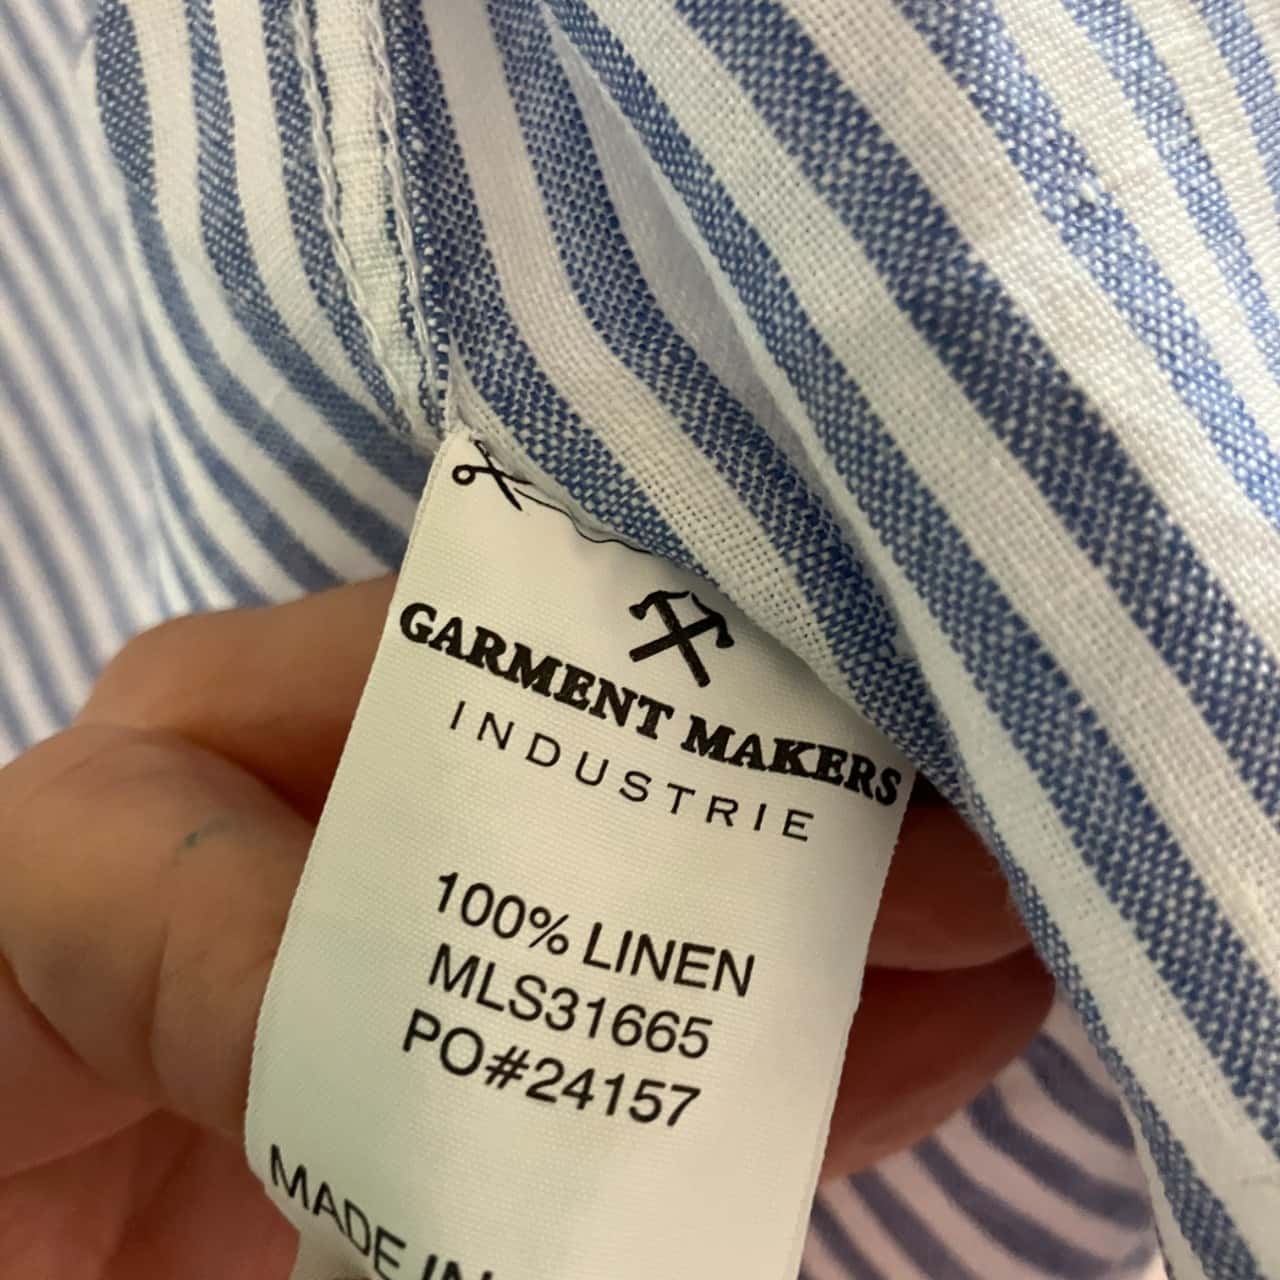 GARMENT MAKERS
INDUSTRIE
100% LINEN
MLS31665
PO#24157
MADE IN